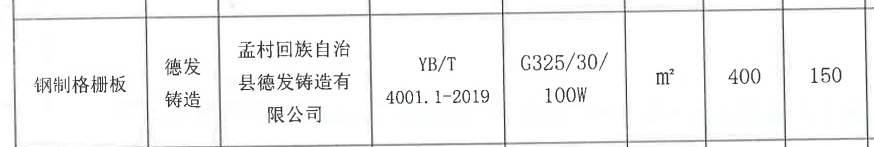 钢制格栅板
德发
铸造
孟村回族自治
县德发铸造有
限公司
YB/T
4001.1-2019
G325/30/
100W
m²
400
150